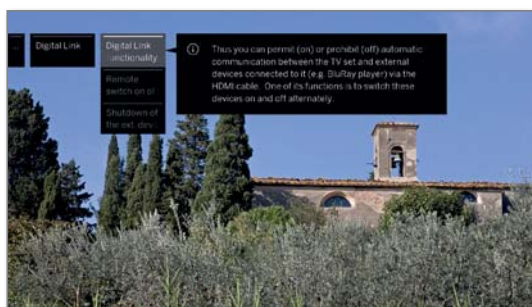 ...
Digital Link
Digital Link
functionality
Remote
switch on of
Shutdown of
the ext. dev
Thus you can permit (on) or prohibit (off) automatic
communication between the TV set and external
devices connected to it (e.g. BluRay player) via the
HDMI cable. One of its functions is to switch these
devices on and off alternately.